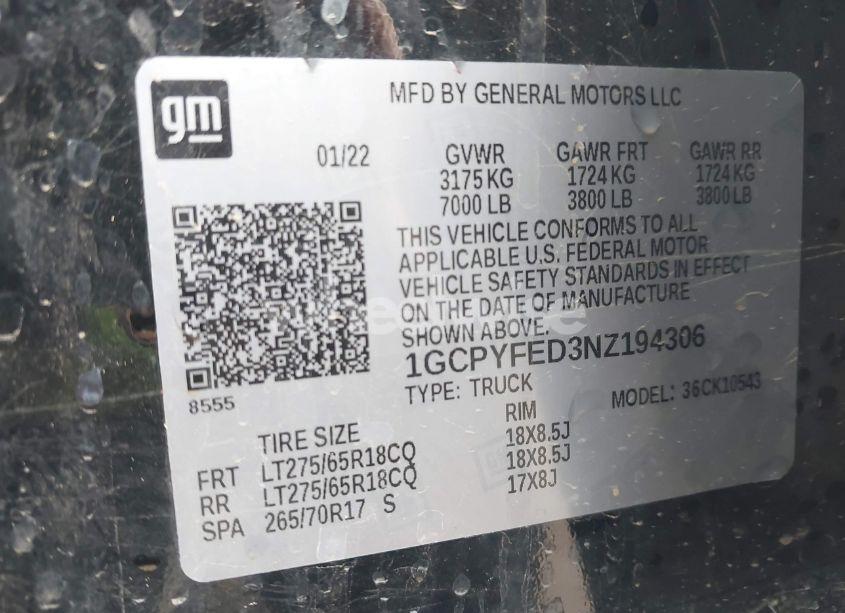 gm
MFD BY GENERAL MOTORS LLC
01/22 GVWR GAWR FRT GAWR RR
3175 KG 1724 KG 1724 KG
7000 LB 3800 LB 3800 LB
THIS VEHICLE CONFORMS TO ALL
APPLICABLE U.S. FEDERAL MOTOR
VEHICLE SAFETY STANDARDS IN EFFECT
ON THE DATE OF MANUFACTURE
SHOWN ABOVE.
1GCPYFED3NZ194306
TYPE: TRUCK MODEL: 36CK10543
8555
TIRE SIZE RIM
FRT LT275/65R18CQ 18X8.5J
RR LT275/65R18CQ 18X8.5J
SPA 265/70R17 S 17X8J